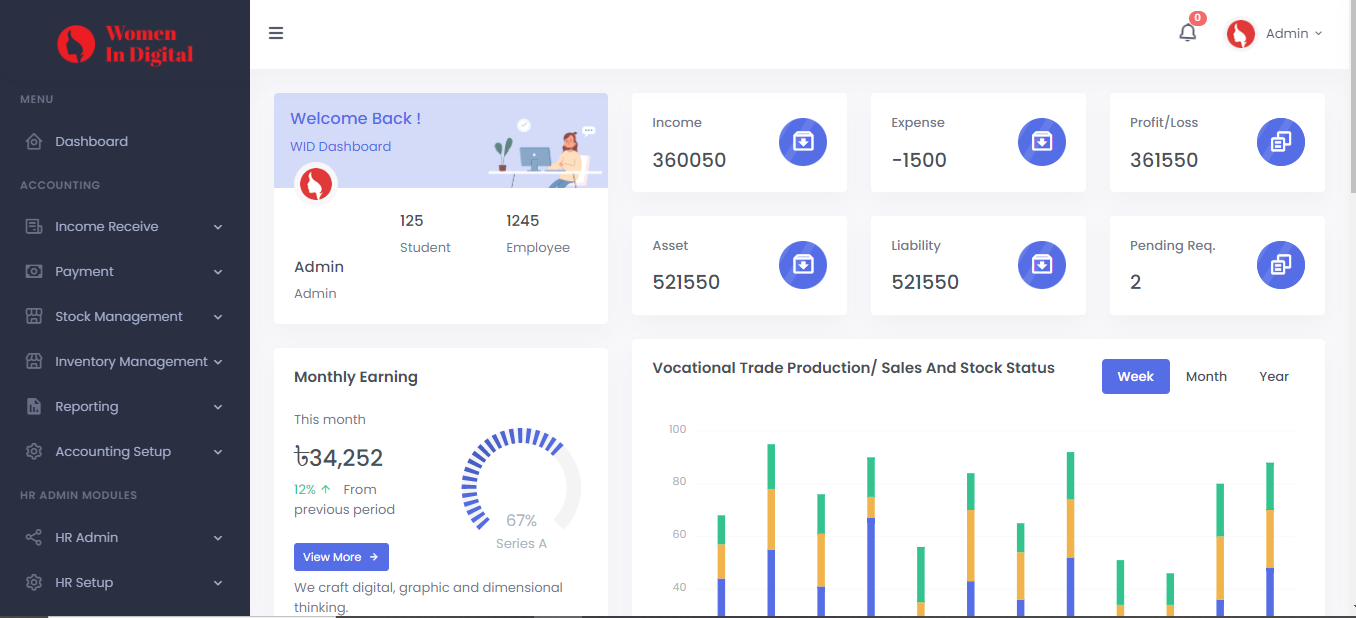 Women
In Digital
MENU
Dashboard
ACCOUNTING
Income Receive
Payment
Stock Management
Inventory Management
Reporting
Accounting Setup
HR ADMIN MODULES
HR Admin
HR Setup
0
Admin
Welcome Back !
WID Dashboard
125
Student
1245
Employee
Admin
Admin
Income
360050
Expense
-1500
Profit/Loss
361550
Asset
521550
Liability
521550
Pending Req.
2
Monthly Earning
This month
৳34,252
12% ↑ From
previous period
View More →
67%
Series A
We craft digital, graphic and dimensional
thinking.
Vocational Trade Production/ Sales And Stock Status
Week Month Year
100
80
60
40